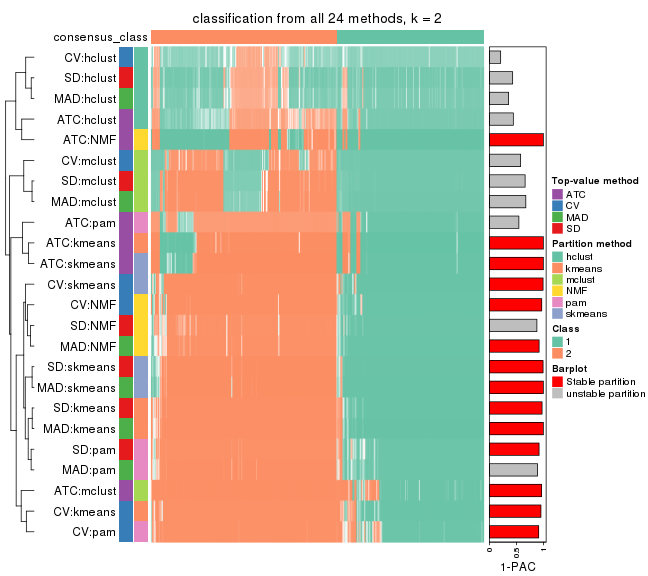 classification from all 24 methods, k = 2
consensus_class
CV:hclust
SD:hclust
MAD:hclust
ATC:hclust
ATC:NMF
CV:mclust
SD:mclust
MAD:mclust
ATC:pam
ATC:kmeans
ATC:skmeans
CV:skmeans
CV:NMF
SD:NMF
MAD:NMF
SD:skmeans
MAD:skmeans
SD:kmeans
MAD:kmeans
SD:pam
MAD:pam
ATC:mclust
CV:kmeans
CV:pam
0
0.5
1
1-PAC
Top-value method
ATC
CV
MAD
SD
Partition method
hclust
kmeans
mclust
NMF
pam
skmeans
Class
1
2
Barplot
Stable partition
unstable partition